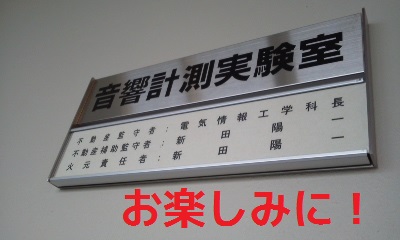 音響計測実験室
不動産監守者:電気情報工学科長
不動産補助監守者:新田陽一
火元責任者:新田陽一
お楽しみに!